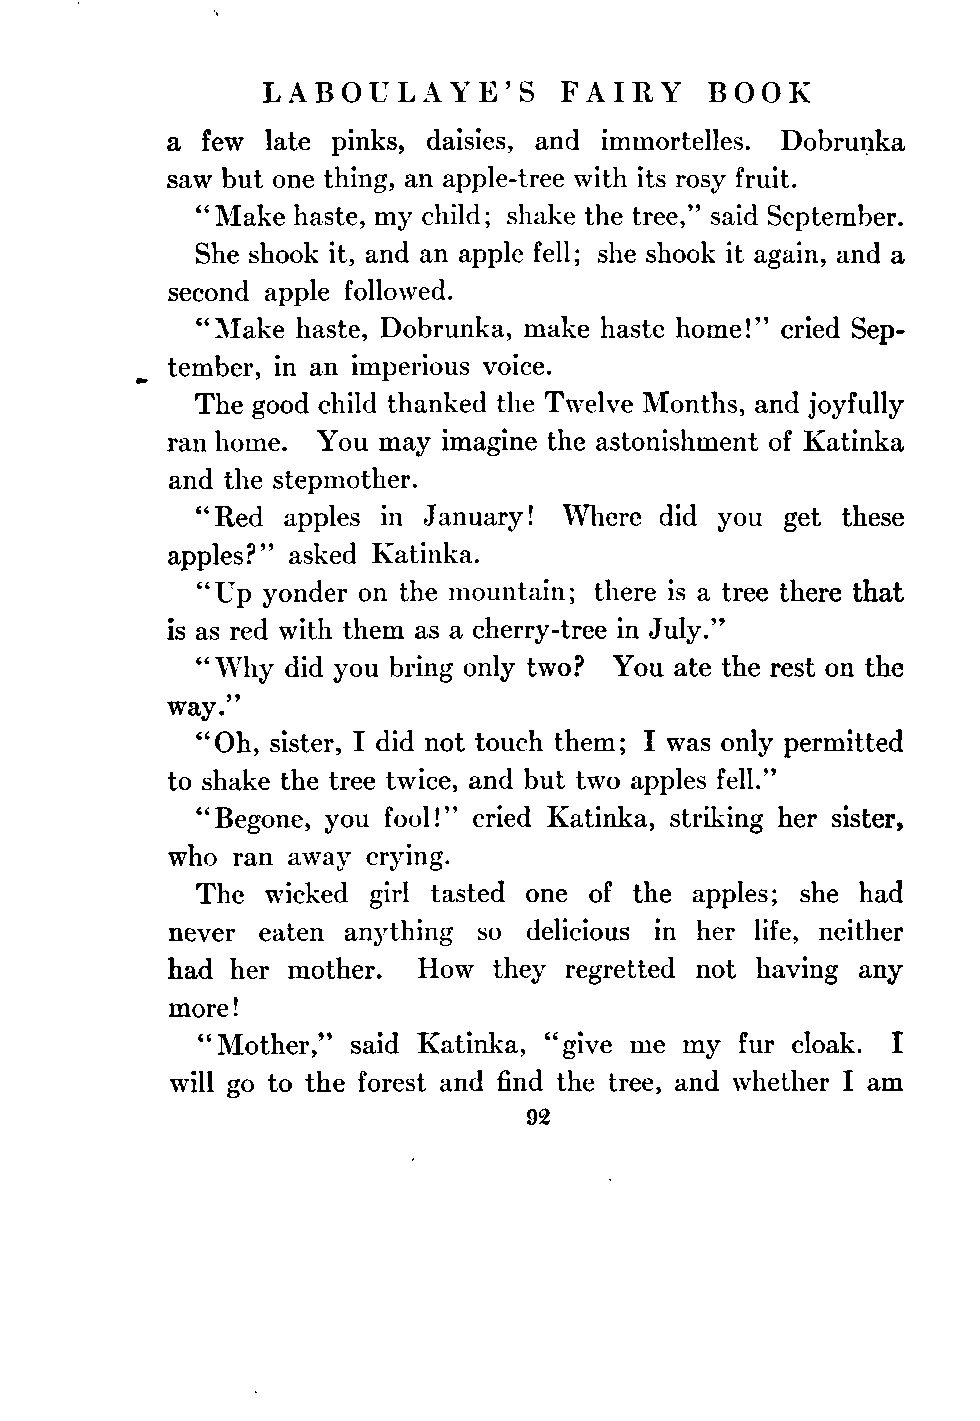 LABOULAYE'S FAIRY BOOK
a few late pinks, daisies, and immortelles. Dobrunka
saw but one thing, an apple-tree with its rosy fruit.
"Make haste, my child; shake the tree," said September.
She shook it, and an apple fell; she shook it again, and a
second apple followed.
"Make haste, Dobrunka, make haste home!" cried Sep-
tember, in an imperious voice.
The good child thanked the Twelve Months, and joyfully
ran home. You may imagine the astonishment of Katinka
and the stepmother.
"Red apples in January! Where did you get these
apples?" asked Katinka.
"Up yonder on the mountain; there is a tree there that
is as red with them as a cherry-tree in July."
"Why did you bring only two? You ate the rest on the
way."
"Oh, sister, I did not touch them; I was only permitted
to shake the tree twice, and but two apples fell."
"Begone, you fool!" cried Katinka, striking her sister,
who ran away crying.
The wicked girl tasted one of the apples; she had
never eaten anything so delicious in her life, neither
had her mother. How they regretted not having any
more!
"Mother," said Katinka, "give me my fur cloak. I
will go to the forest and find the tree, and whether I am
92